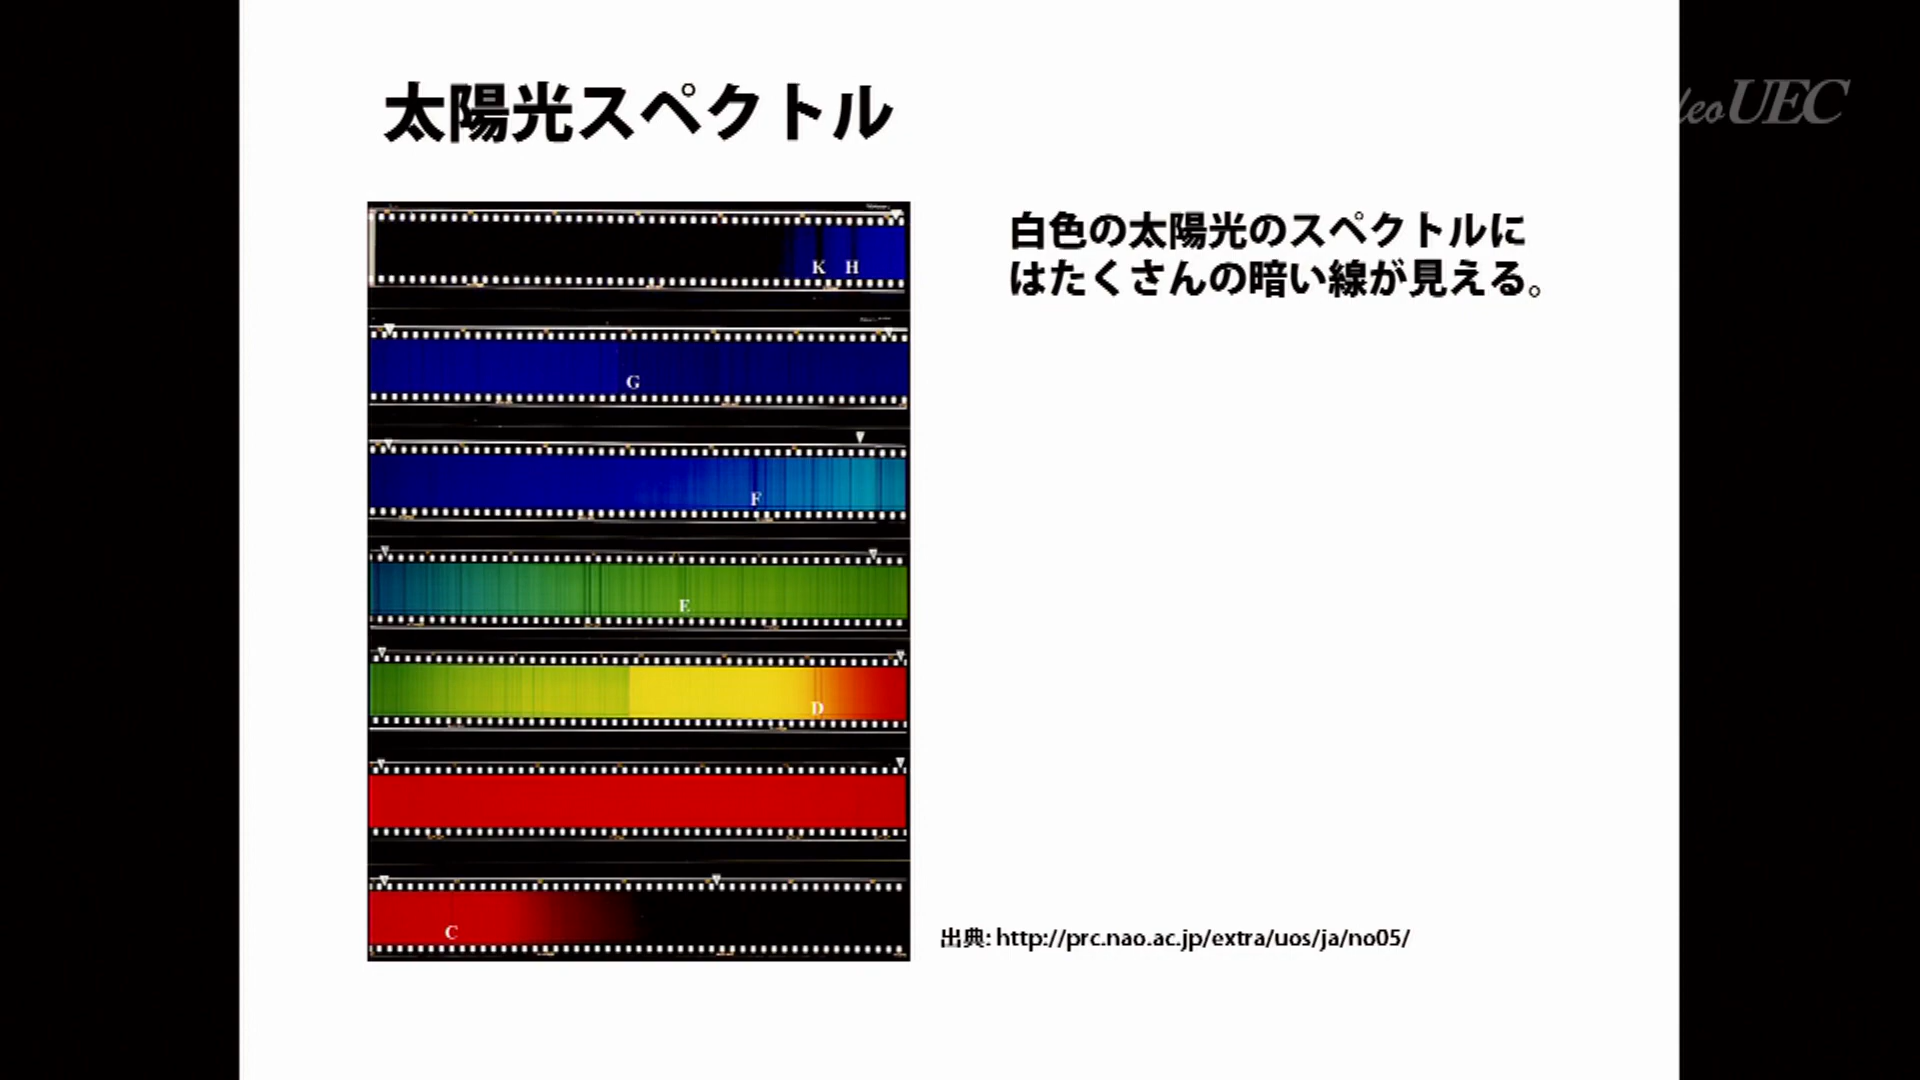 太陽光スペクトル
UEC
白色の太陽光のスペクトルに
はたくさんの暗い線が見える。
K H
G
F
E
D
C
出典: http://prc.nao.ac.jp/extra/uos/ja/no05/